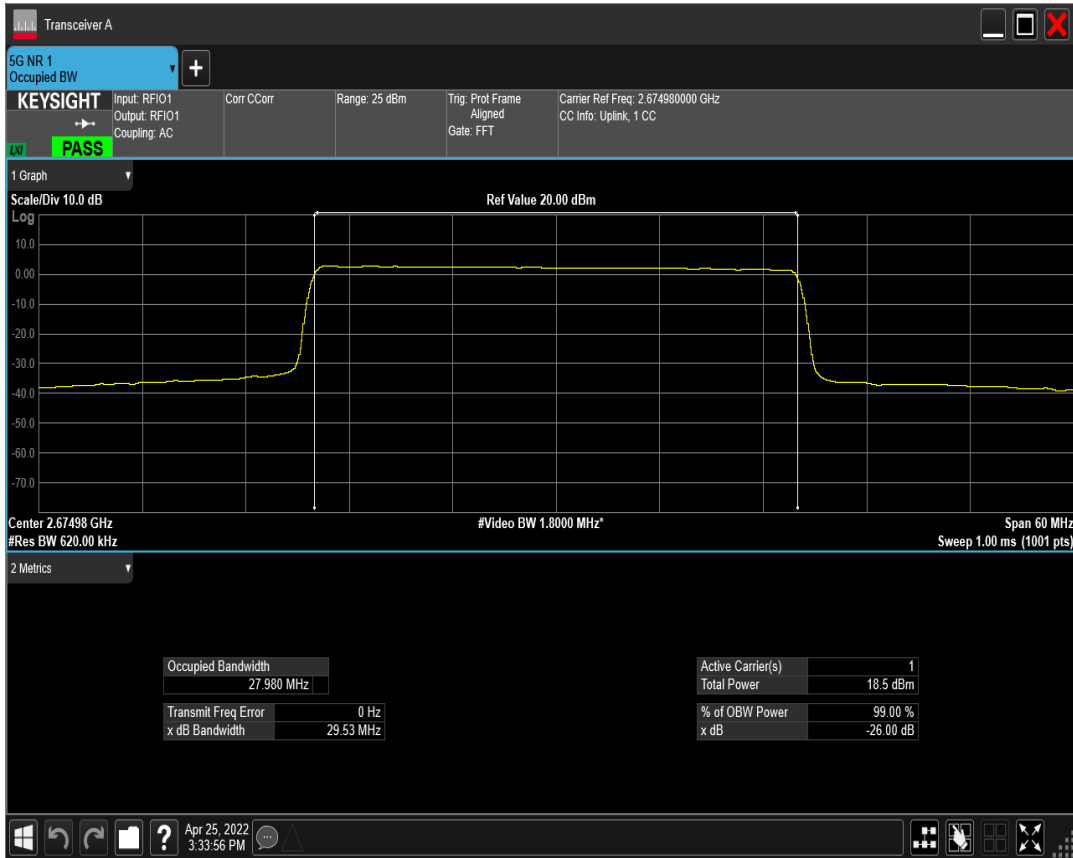 Transceiver A
5G NR 1
Occupied BW
KEYSIGHT
LXI
PASS
Input: RFIO1
Output: RFIO1
Coupling: AC
Corr CCorr
Range: 25 dBm
Trig: Prot Frame
Aligned
Gate: FFT
Carrier Ref Freq: 2.674980000 GHz
CC Info: Uplink, 1 CC
1 Graph
Scale/Div 10.0 dB
Ref Value 20.00 dBm
Log
10.0
0.00
-10.0
-20.0
-30.0
-40.0
-50.0
-60.0
-70.0
Center 2.67498 GHz
#Video BW 1.8000 MHz*
Span 60 MHz
#Res BW 620.00 kHz
Sweep 1.00 ms (1001 pts)
2 Metrics
Occupied Bandwidth
27.980 MHz
Transmit Freq Error 0 Hz
x dB Bandwidth 29.53 MHz
Active Carrier(s) 1
Total Power 18.5 dBm
% of OBW Power 99.00 %
x dB -26.00 dB
?
Apr 25, 2022
3:33:56 PM